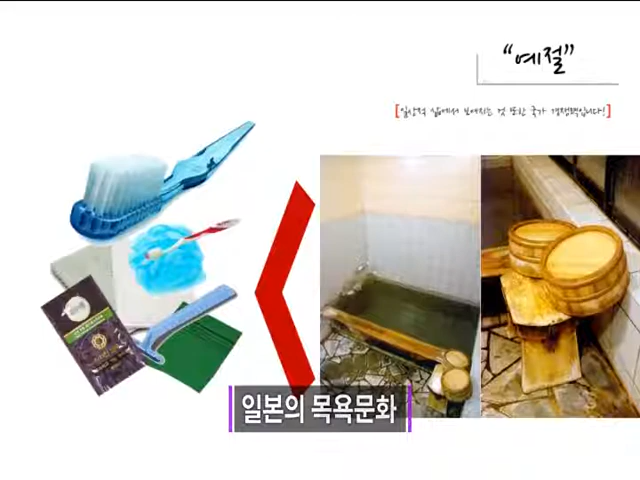 “예절”
[일상적 삶에서 보여지는 것 또한 국가 경쟁력입니다!]
일본의 목욕문화